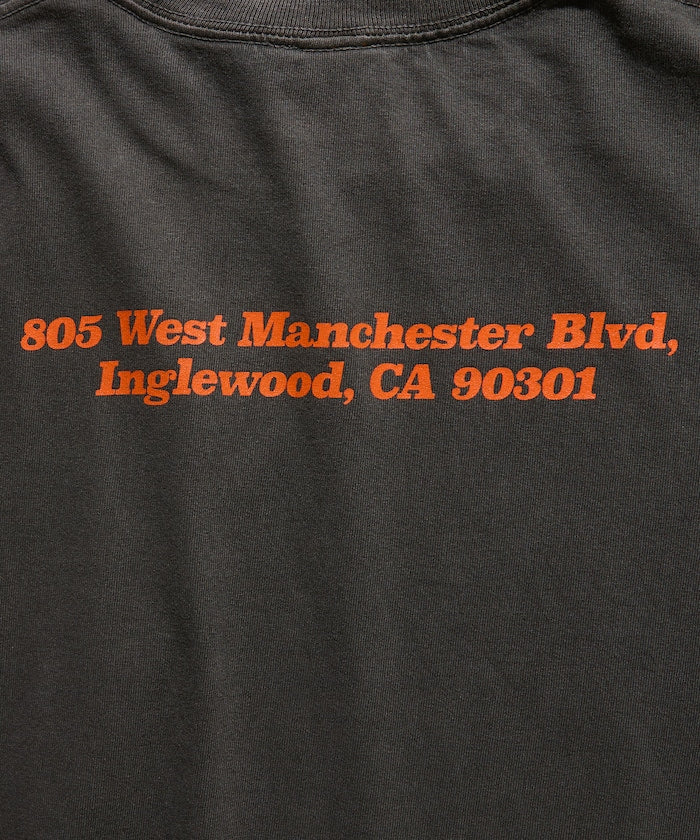 805 West Manchester Blvd,
Inglewood, CA 90301